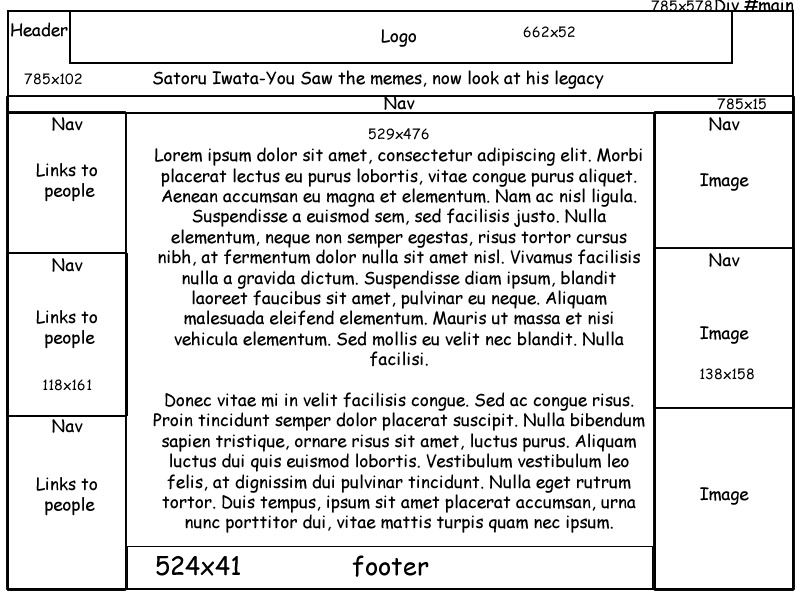 785x578Div #main
Header
Logo
662x52
785x102
Satoru Iwata-You Saw the memes, now look at his legacy
Nav
785x15
Nav
Links to
people
Nav
Links to
people
118x161
Nav
Links to
people
529x476
Lorem ipsum dolor sit amet, consectetur adipiscing elit. Morbi
placerat lectus eu purus lobortis, vitae congue purus aliquet.
Aenean accumsan eu magna et elementum. Nam ac nisl ligula.
Suspendisse a euismod sem, sed facilisis justo. Nulla
elementum, neque non semper egestas, risus tortor cursus
nibh, at fermentum dolor nulla sit amet nisl. Vivamus facilisis
nulla a gravida dictum. Suspendisse diam ipsum, blandit
laoreet faucibus sit amet, pulvinar eu neque. Aliquam
malesuada eleifend elementum. Mauris ut massa et nisi
vehicula elementum. Sed mollis eu velit nec blandit. Nulla
facilisi.
Donec vitae mi in velit facilisis congue. Sed ac congue risus.
Proin tincidunt semper dolor placerat suscipit. Nulla bibendum
sapien tristique, ornare risus sit amet, luctus purus. Aliquam
luctus dui quis euismod lobortis. Vestibulum vestibulum leo
felis, at dignissim dui pulvinar tincidunt. Nulla eget rutrum
tortor. Duis tempus, ipsum sit amet placerat accumsan, urna
nunc porttitor dui, vitae mattis turpis quam nec ipsum.
Nav
Image
Nav
Image
138x158
Image
524x41
footer